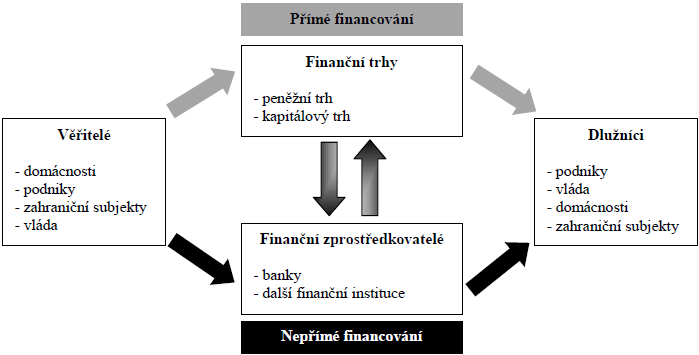 Přímé financování
Finanční trhy
- peněžní trh
- kapitálový trh
Věřitelé
- domácnosti
- podniky
- zahraniční subjekty
- vláda
Dlužníci
- podniky
- vláda
- domácnosti
- zahraniční subjekty
Finanční zprostředkovatelé
- banky
- další finanční instituce
Nepřímé financování